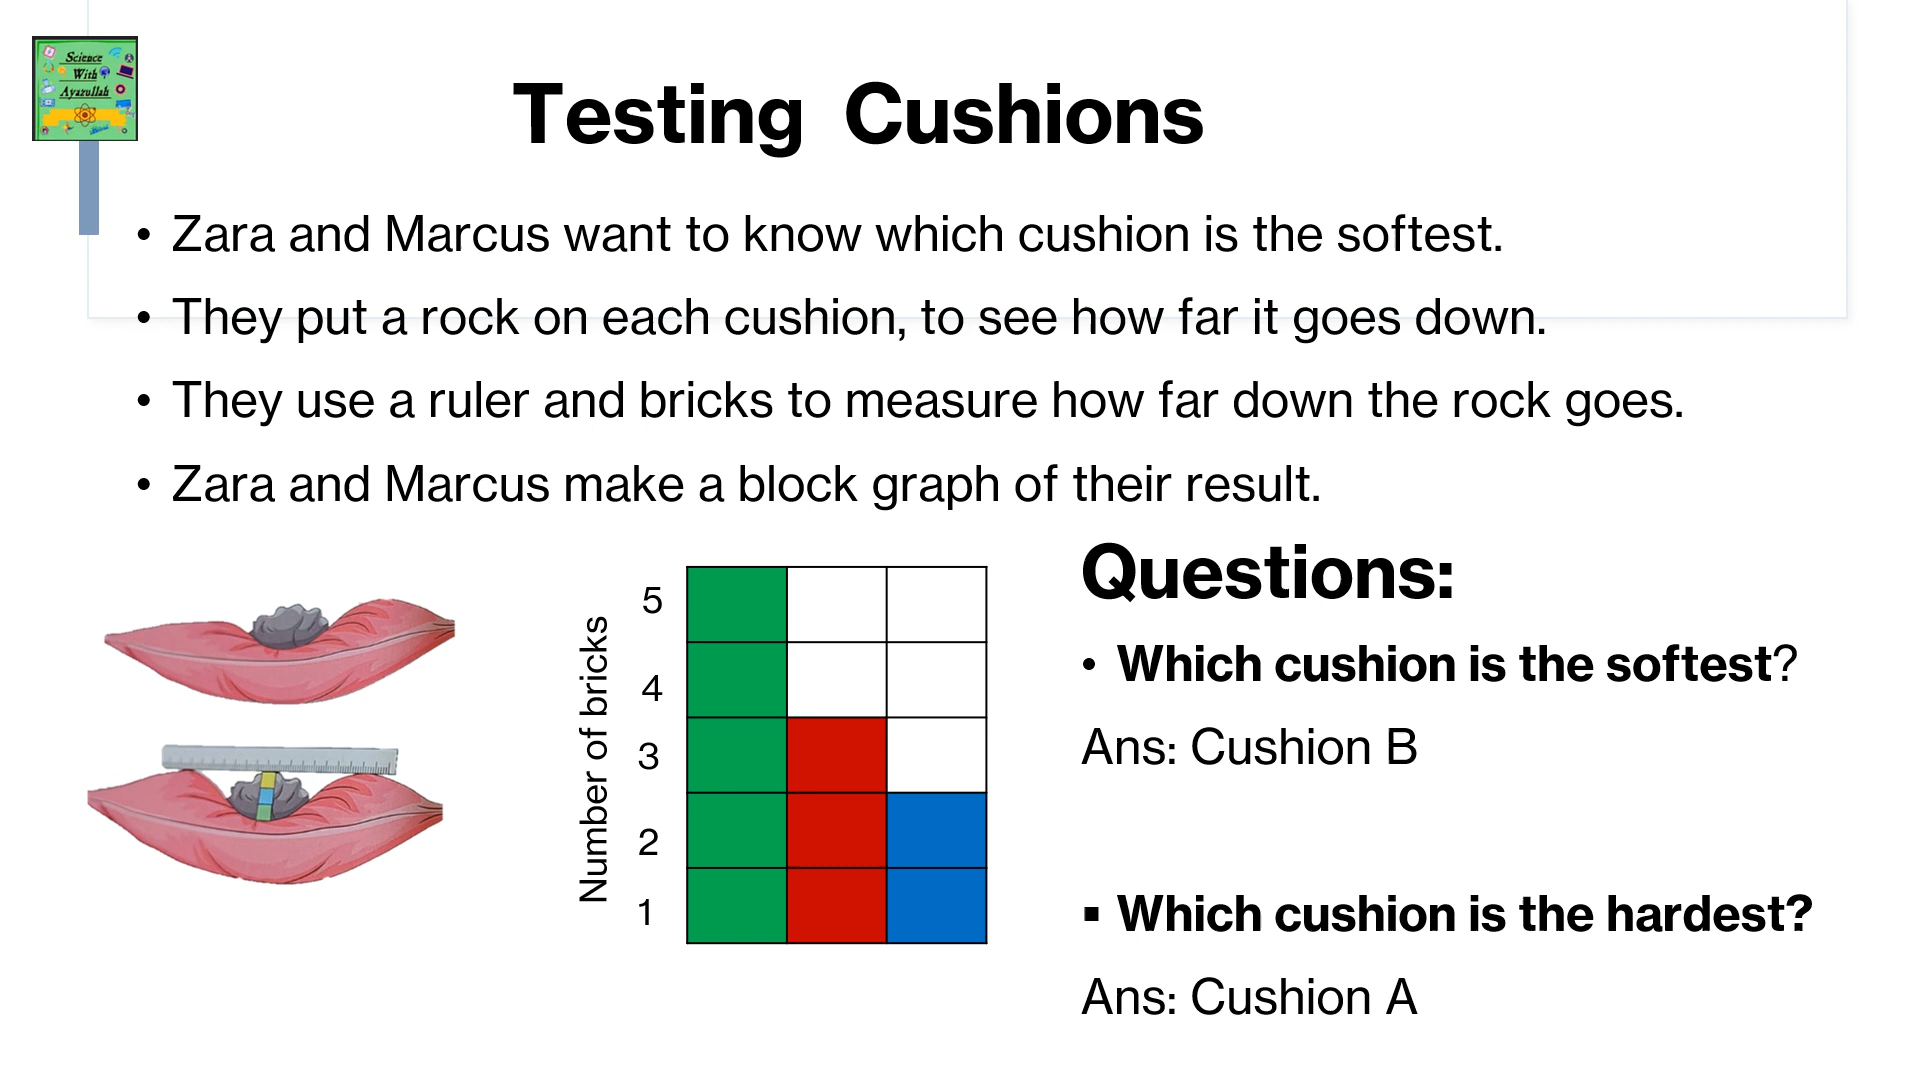 Science
With
Ayazullah
Testing Cushions
• Zara and Marcus want to know which cushion is the softest.
• They put a rock on each cushion, to see how far it goes down.
• They use a ruler and bricks to measure how far down the rock goes.
• Zara and Marcus make a block graph of their result.
Number of bricks
5
4
3
2
1
Questions:
• Which cushion is the softest?
Ans: Cushion B
▪ Which cushion is the hardest?
Ans: Cushion A